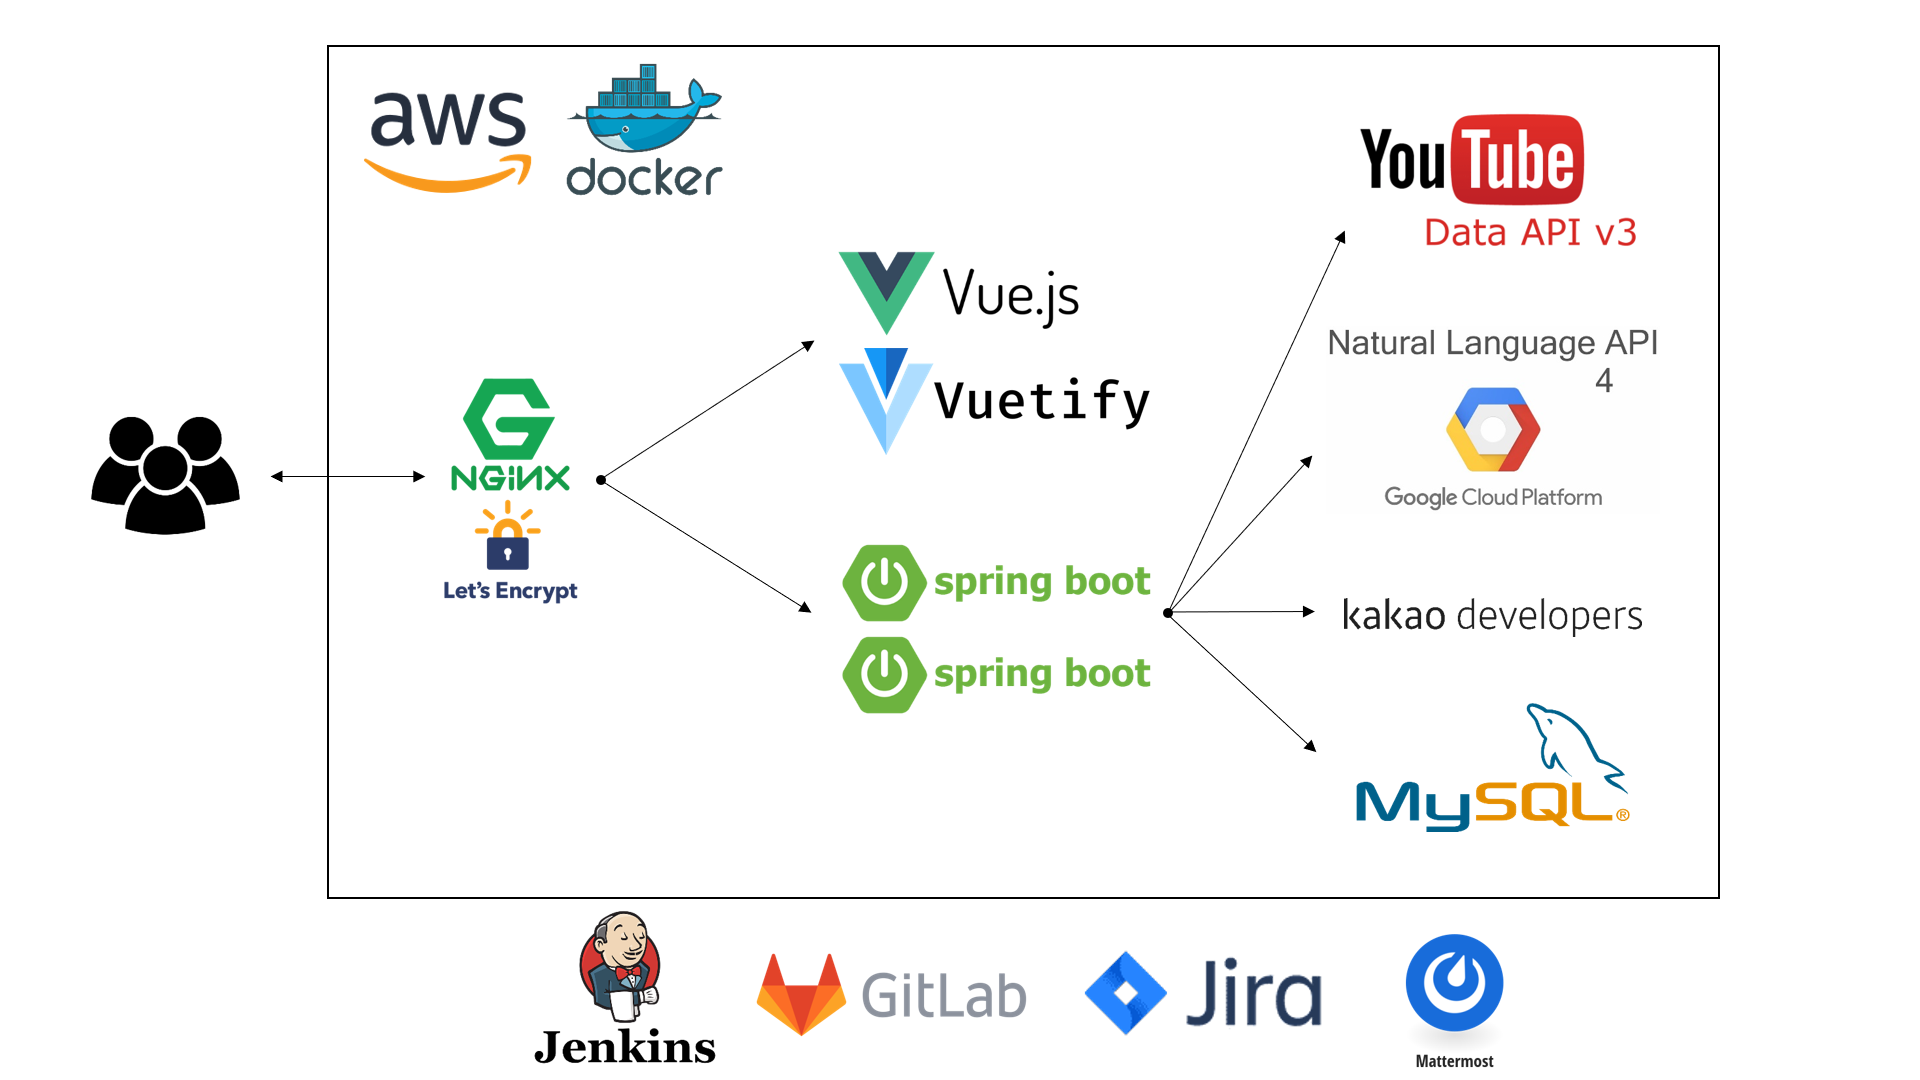 aws
docker
YouTube
Data API v3
Vue.js
Natural Language API
4
Vuetify
NGiNX
Google Cloud Platform
Let's Encrypt
spring boot
kakao developers
spring boot
MySQL®
Jenkins
GitLab
Jira
Mattermost